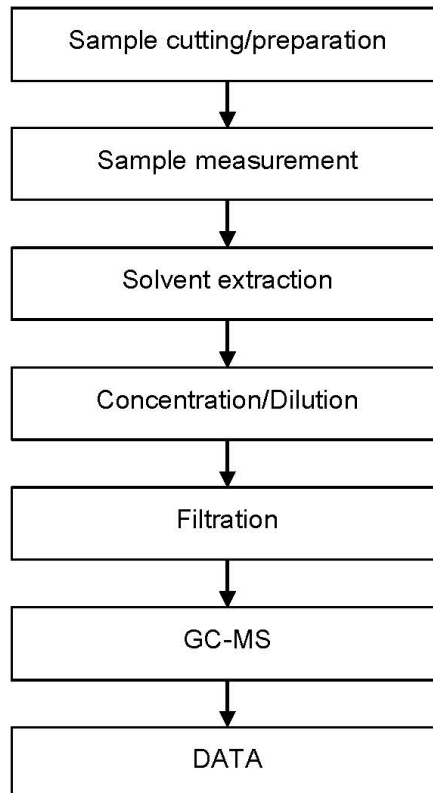 Sample cutting/preparation
Sample measurement
Solvent extraction
Concentration/Dilution
Filtration
GC-MS
DATA